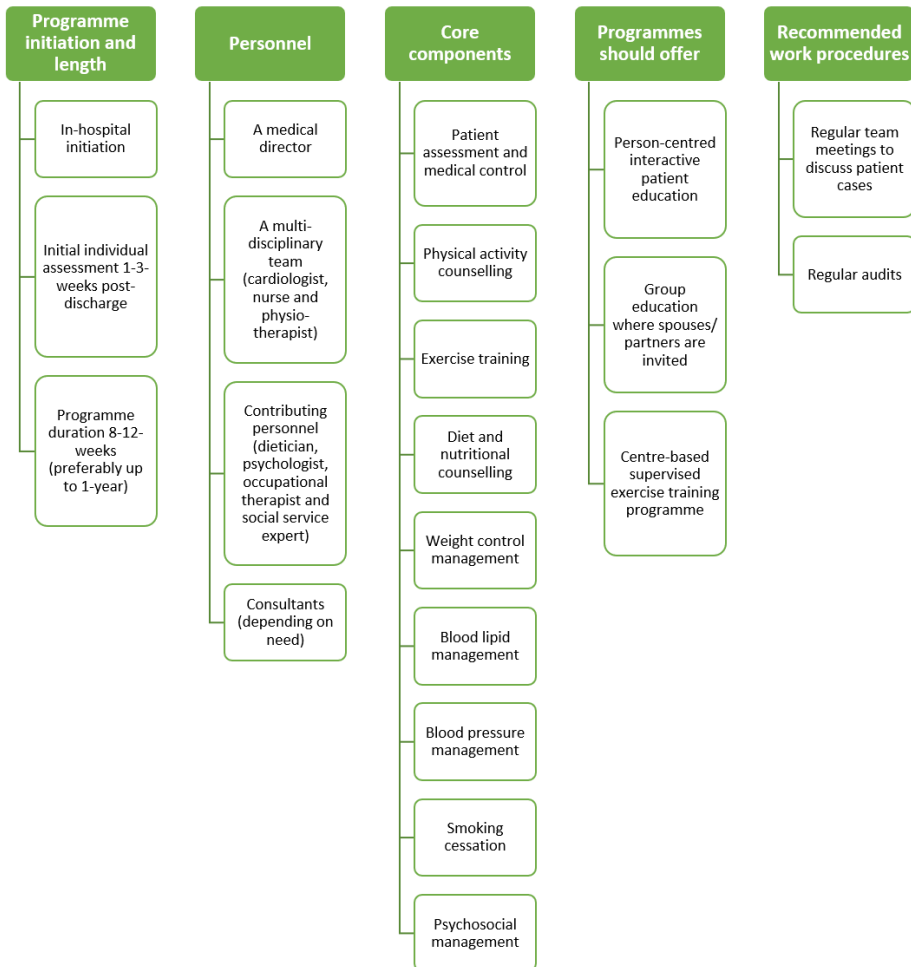 Programme
initiation and
length
In-hospital
initiation
Initial individual
assessment 1-3-
weeks post-
discharge
Programme
duration 8-12-
weeks
(preferably up
to 1-year)
Personnel
A medical
director
A multi-
disciplinary
team
(cardiologist,
nurse and
physio-
therapist)
Contributing
personnel
(dietician,
psychologist,
occupational
therapist and
social service
expert)
Consultants
(depending on
need)
Core
components
Patient
assessment and
medical control
Physical activity
counselling
Exercise training
Diet and
nutritional
counselling
Weight control
management
Blood lipid
management
Blood pressure
management
Smoking
cessation
Psychosocial
management
Programmes
should offer
Person-centred
interactive
patient
education
Group
education
where spouses/
partners are
invited
Centre-based
supervised
exercise training
programme
Recommended
work procedures
Regular team
meetings to
discuss patient
cases
Regular audits